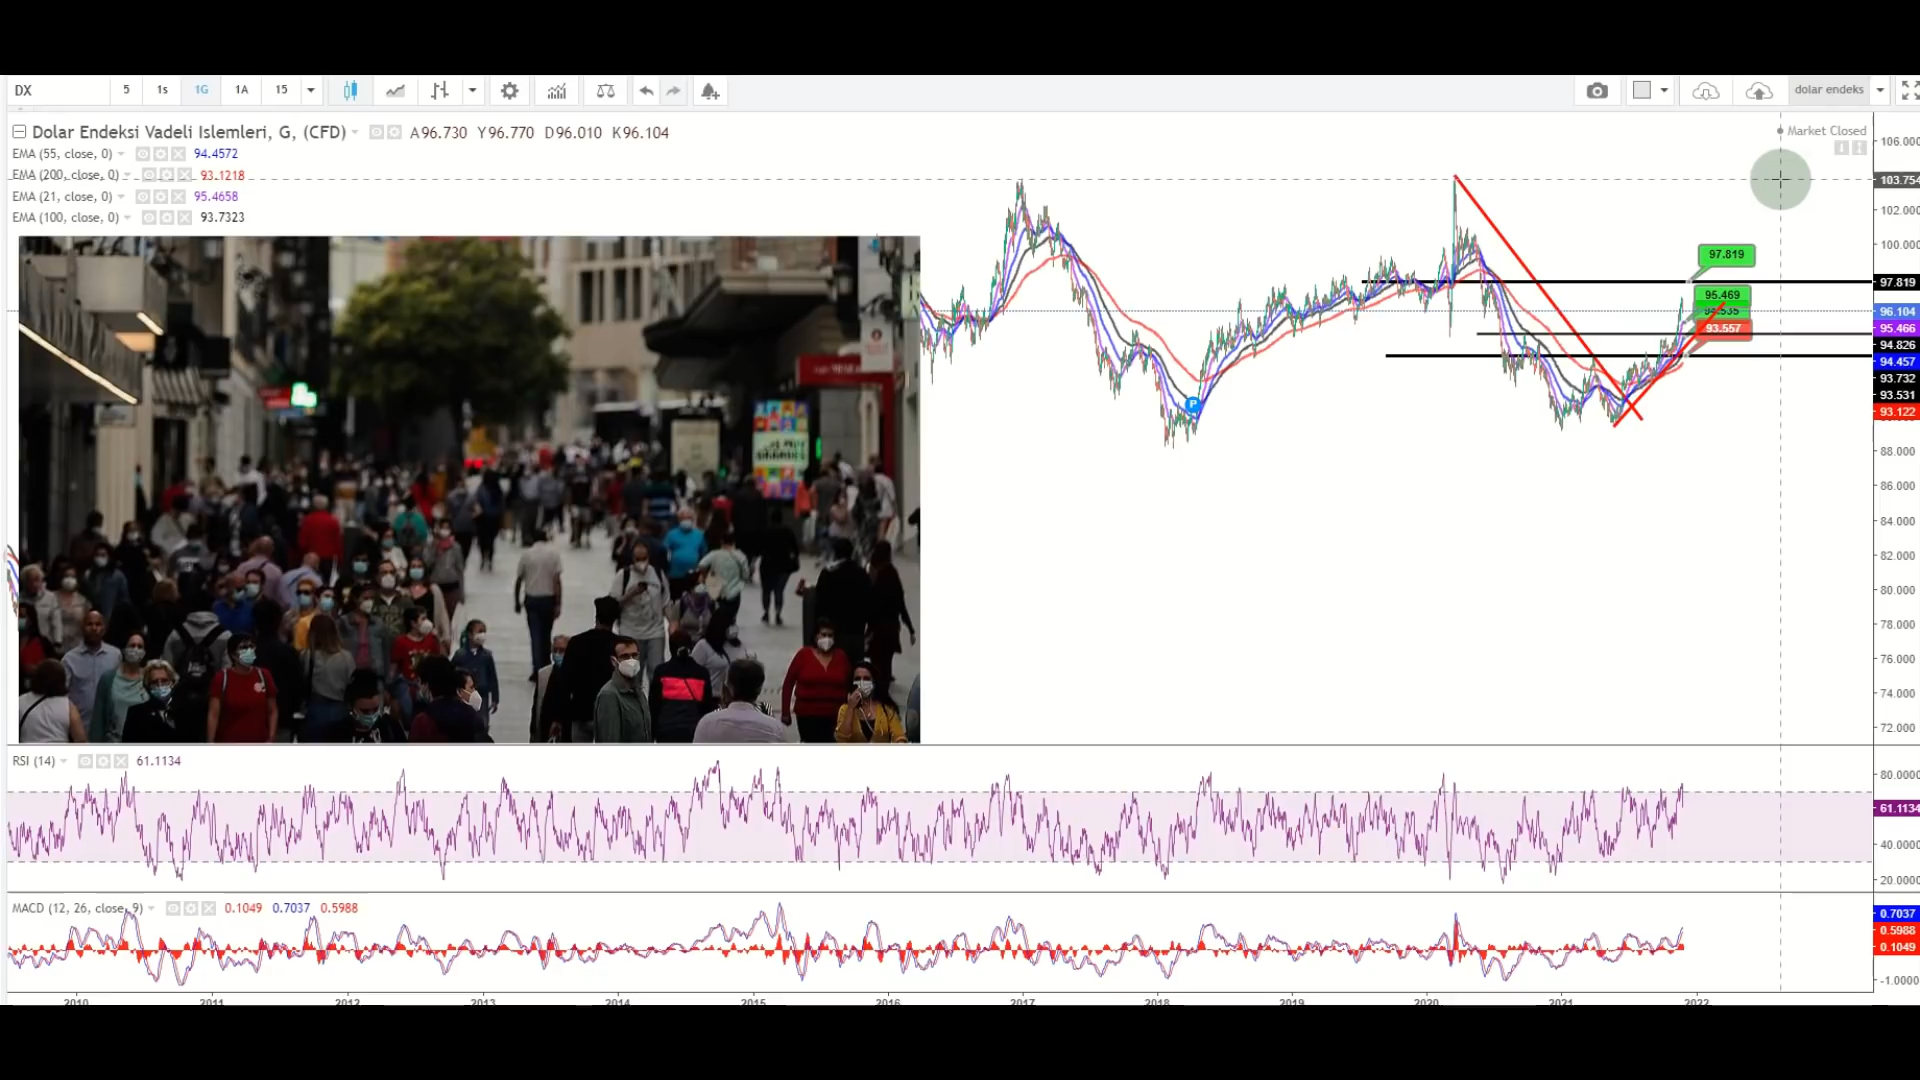 DX 5 1s 1G 1A 15 dolar endeks
Dolar Endeksi Vadeli Islemleri, G, (CFD) A96.730 Y96.770 D96.010 K96.104
Market Closed
EMA (55, close, 0) 94.4572
EMA (200, close, 0) 93.1218
EMA (21, close, 0) 95.4658
EMA (100, close, 0) 93.7323
106.000
103.754
102.000
100.000
97.819
97.819
95.469
93.557
96.104
95.466
94.826
94.457
93.732
93.531
93.122
P
88.000
86.000
84.000
82.000
80.000
78.000
76.000
74.000
72.000
RSI (14) 61.1134
80.0000
61.1134
40.0000
20.0000
MACD (12, 26, close, 9) 0.1049 0.7037 0.5988
0.7037
0.5988
0.1049
-1.0000
2010 2011 2012 2013 2014 2015 2016 2017 2018 2019 2020 2021 2022